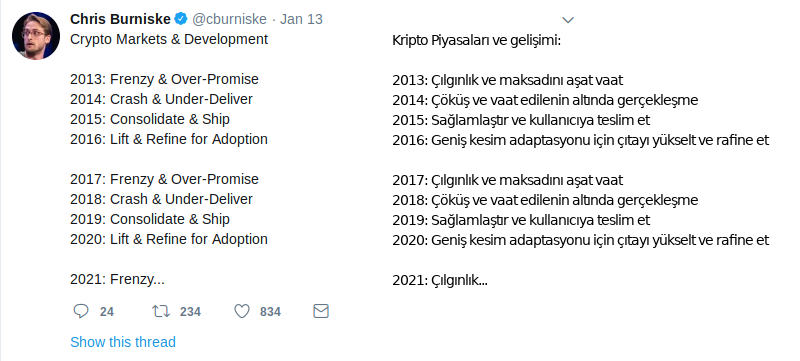 Chris Burniske @cburniske · Jan 13
Crypto Markets & Development
2013: Frenzy & Over-Promise
2014: Crash & Under-Deliver
2015: Consolidate & Ship
2016: Lift & Refine for Adoption
2017: Frenzy & Over-Promise
2018: Crash & Under-Deliver
2019: Consolidate & Ship
2020: Lift & Refine for Adoption
2021: Frenzy...
24 234 834
Show this thread
Kripto Piyasaları ve gelişimi:
2013: Çılgınlık ve maksadını aşat vaat
2014: Çöküş ve vaat edilenin altında gerçekleşme
2015: Sağlamlaştır ve kullanıcıya teslim et
2016: Geniş kesim adaptasyonu için çıtayı yükselt ve rafine et
2017: Çılgınlık ve maksadını aşat vaat
2018: Çöküş ve vaat edilenin altında gerçekleşme
2019: Sağlamlaştır ve kullanıcıya teslim et
2020: Geniş kesim adaptasyonu için çıtayı yükselt ve rafine et
2021: Çılgınlık...